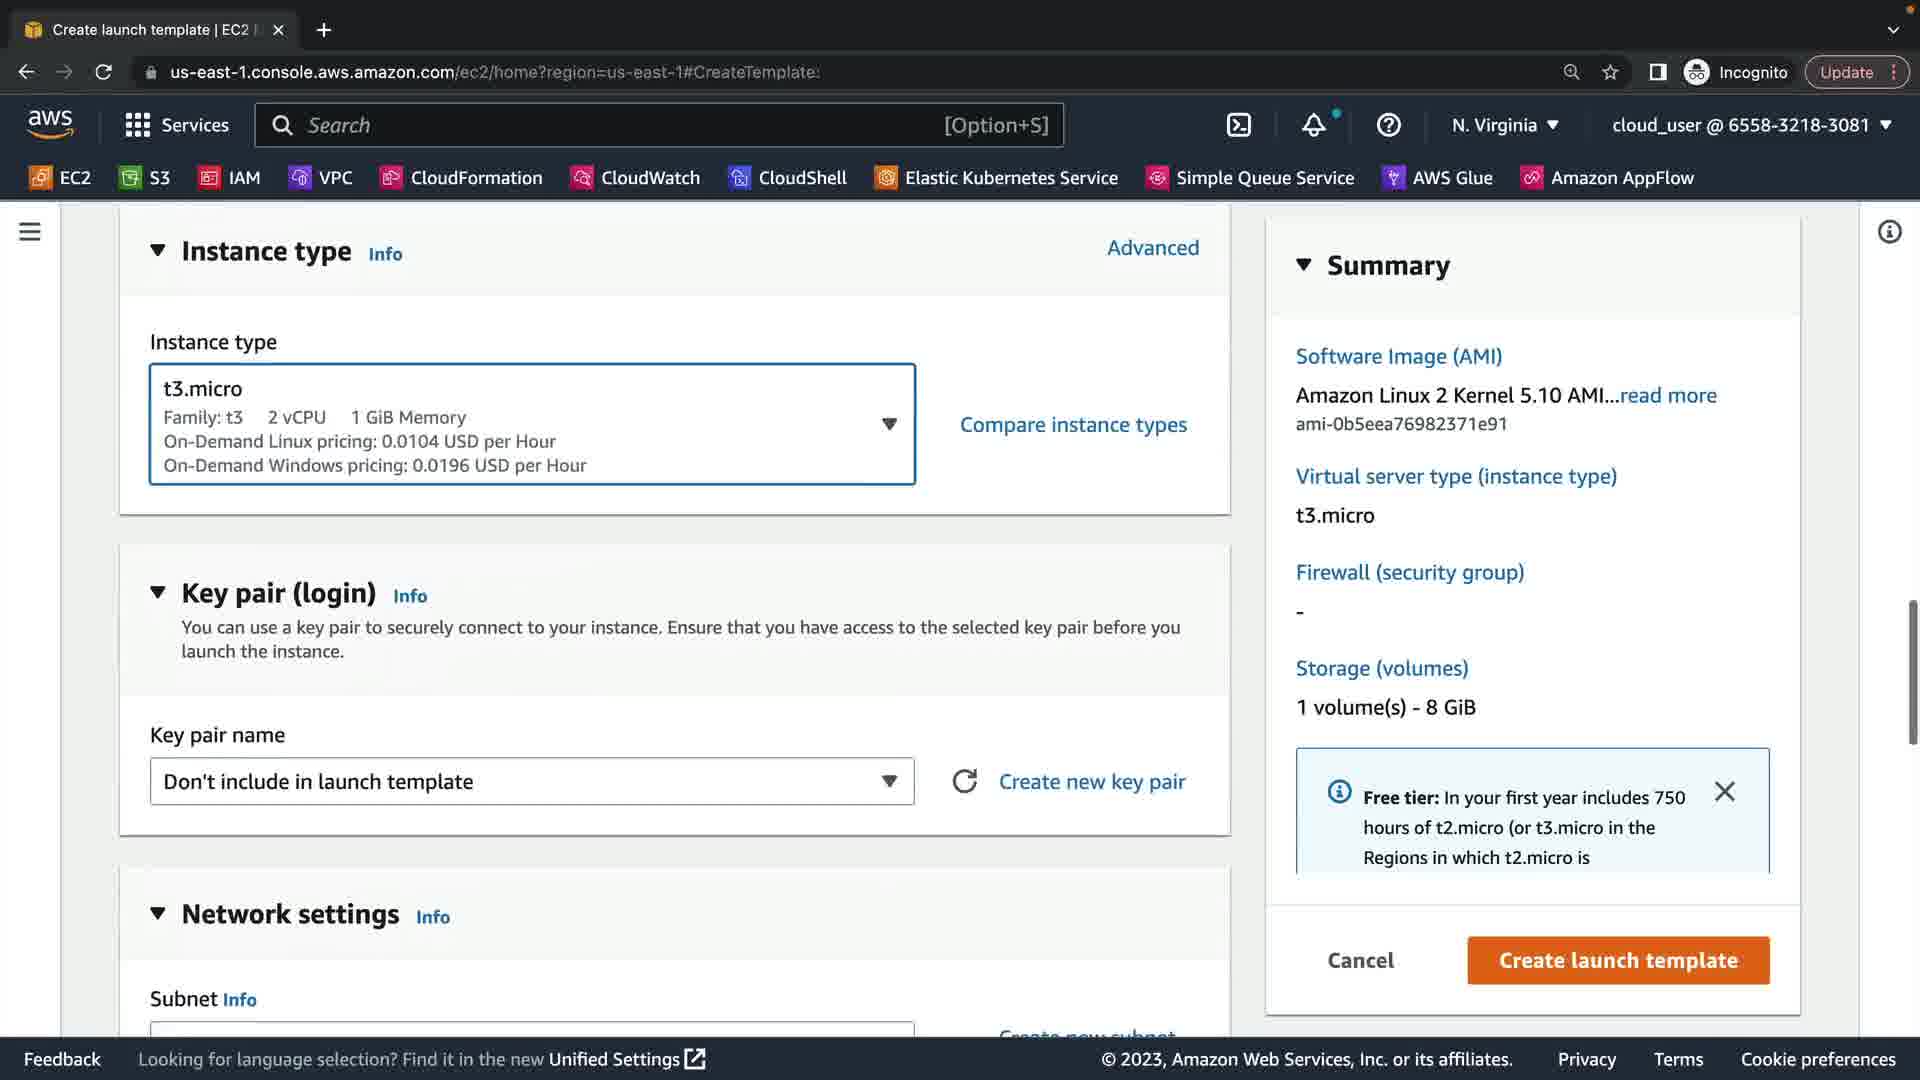 Create launch template | EC2
us-east-1.console.aws.amazon.com/ec2/home?region=us-east-1#CreateTemplate:
Incognito
Update
aws
Services
Search
[Option+S]
N. Virginia
cloud_user @ 6558-3218-3081
EC2
S3
IAM
VPC
CloudFormation
CloudWatch
CloudShell
Elastic Kubernetes Service
Simple Queue Service
AWS Glue
Amazon AppFlow
Instance type Info
Advanced
Instance type
t3.micro
Family: t3 2 vCPU 1 GiB Memory
On-Demand Linux pricing: 0.0104 USD per Hour
On-Demand Windows pricing: 0.0196 USD per Hour
Compare instance types
Key pair (login) Info
You can use a key pair to securely connect to your instance. Ensure that you have access to the selected key pair before you
launch the instance.
Key pair name
Don't include in launch template
Create new key pair
Network settings Info
Subnet Info
Create new subnet
Summary
Software Image (AMI)
Amazon Linux 2 Kernel 5.10 AMI...read more
ami-0b5eea76982371e91
Virtual server type (instance type)
t3.micro
Firewall (security group)
-
Storage (volumes)
1 volume(s) - 8 GiB
Free tier: In your first year includes 750
hours of t2.micro (or t3.micro in the
Regions in which t2.micro is
Cancel
Create launch template
Feedback
Looking for language selection? Find it in the new Unified Settings
© 2023, Amazon Web Services, Inc. or its affiliates.
Privacy
Terms
Cookie preferences